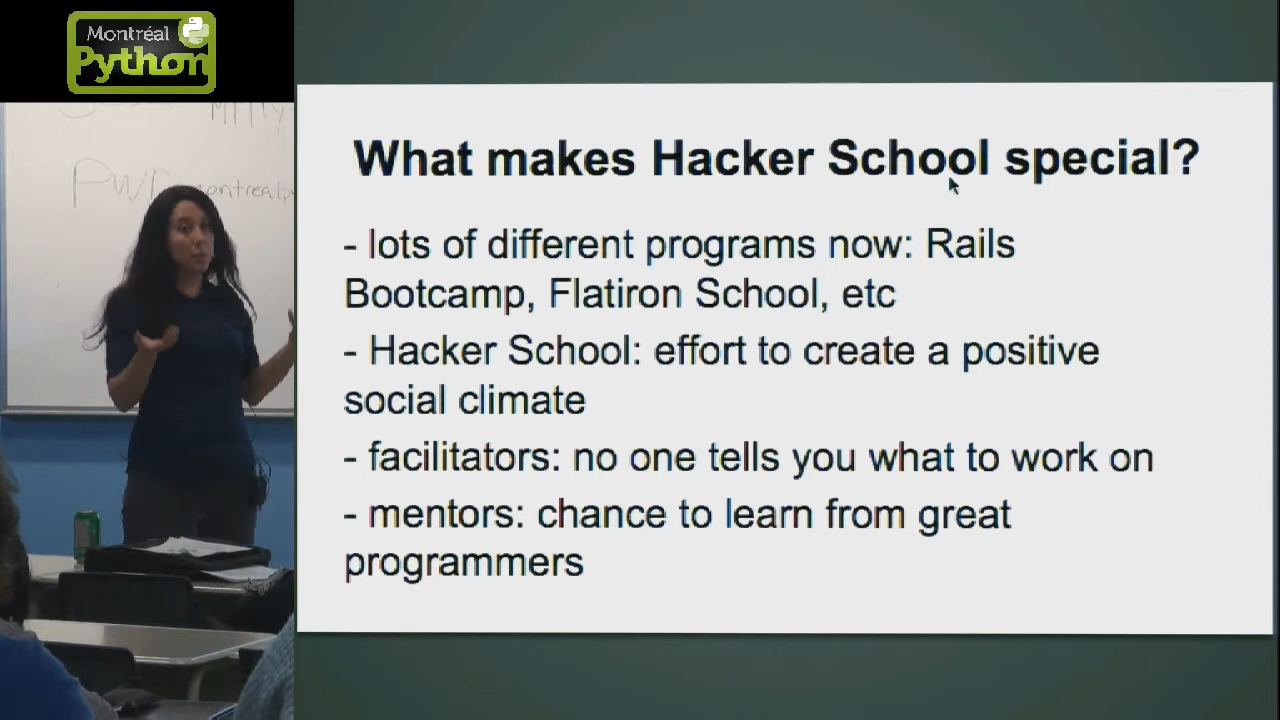 Montréal
Python
What makes Hacker School special?
- lots of different programs now: Rails
Bootcamp, Flatiron School, etc
- Hacker School: effort to create a positive
social climate
- facilitators: no one tells you what to work on
- mentors: chance to learn from great
programmers